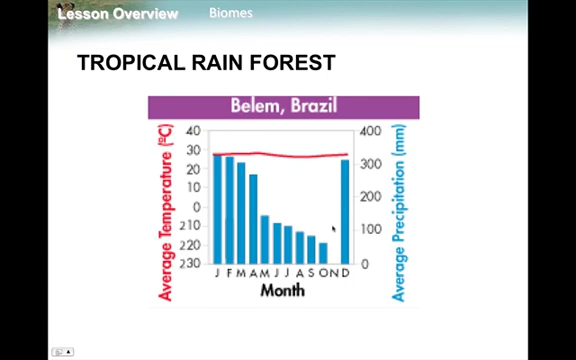 Lesson Overview Biomes
TROPICAL RAIN FOREST
Belem, Brazil
Average Temperature (ºC)
40
30
20
10
0
210
220
230
400
300
200
100
0
Average Precipitation (mm)
J F M A M J J A S O N D
Month